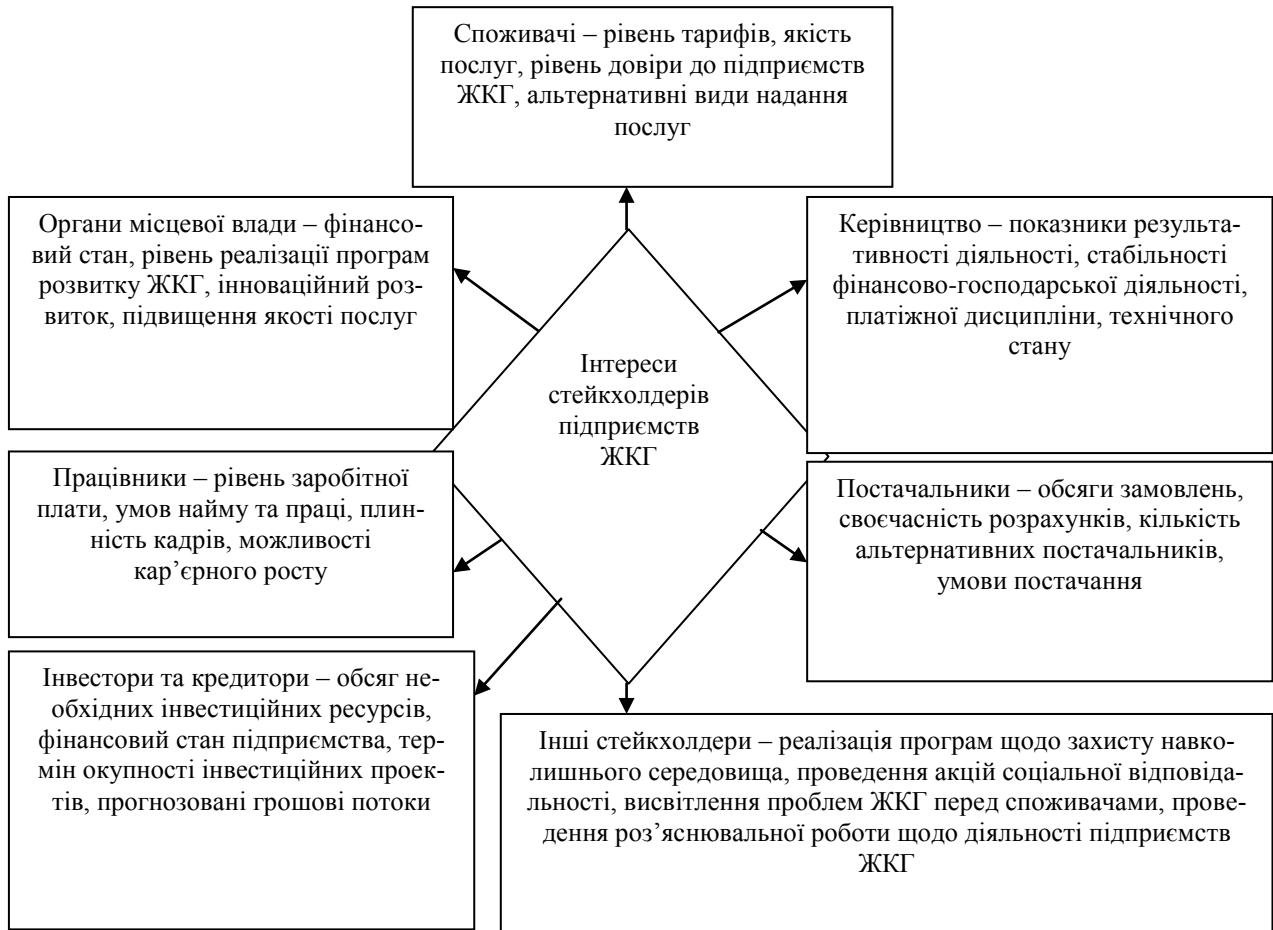 Споживачі – рівень тарифів, якість
послуг, рівень довіри до підприємств
ЖКГ, альтернативні види надання
послуг
Органи місцевої влади – фінансо-
вий стан, рівень реалізації програм
розвитку ЖКГ, інноваційний роз-
виток, підвищення якості послуг
Керівництво – показники результа-
тивності діяльності, стабільності
фінансово-господарської діяльності,
платіжної дисципліни, технічного
стану
Інтереси
стейкхолдерів
підприємств
ЖКГ
Працівники – рівень заробітної
плати, умов найму та праці, плин-
ність кадрів, можливості
кар’єрного росту
Постачальники – обсяги замовлень,
своєчасність розрахунків, кількість
альтернативних постачальників,
умови постачання
Інвестори та кредитори – обсяг не-
обхідних інвестиційних ресурсів,
фінансовий стан підприємства, тер-
мін окупності інвестиційних проек-
тів, прогнозовані грошові потоки
Інші стейкхолдери – реалізація програм щодо захисту навко-
лишнього середовища, проведення акцій соціальної відповіда-
льності, висвітлення проблем ЖКГ перед споживачами, прове-
дення роз’яснювальної роботи щодо діяльності підприємств
ЖКГ